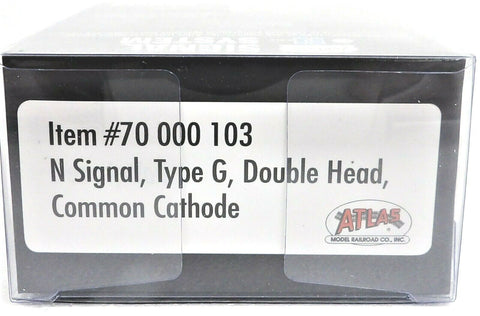 Item #70 000 103
N Signal, Type G, Double Head,
Common Cathode
ATLAS
MODEL RAILROAD CO., INC.